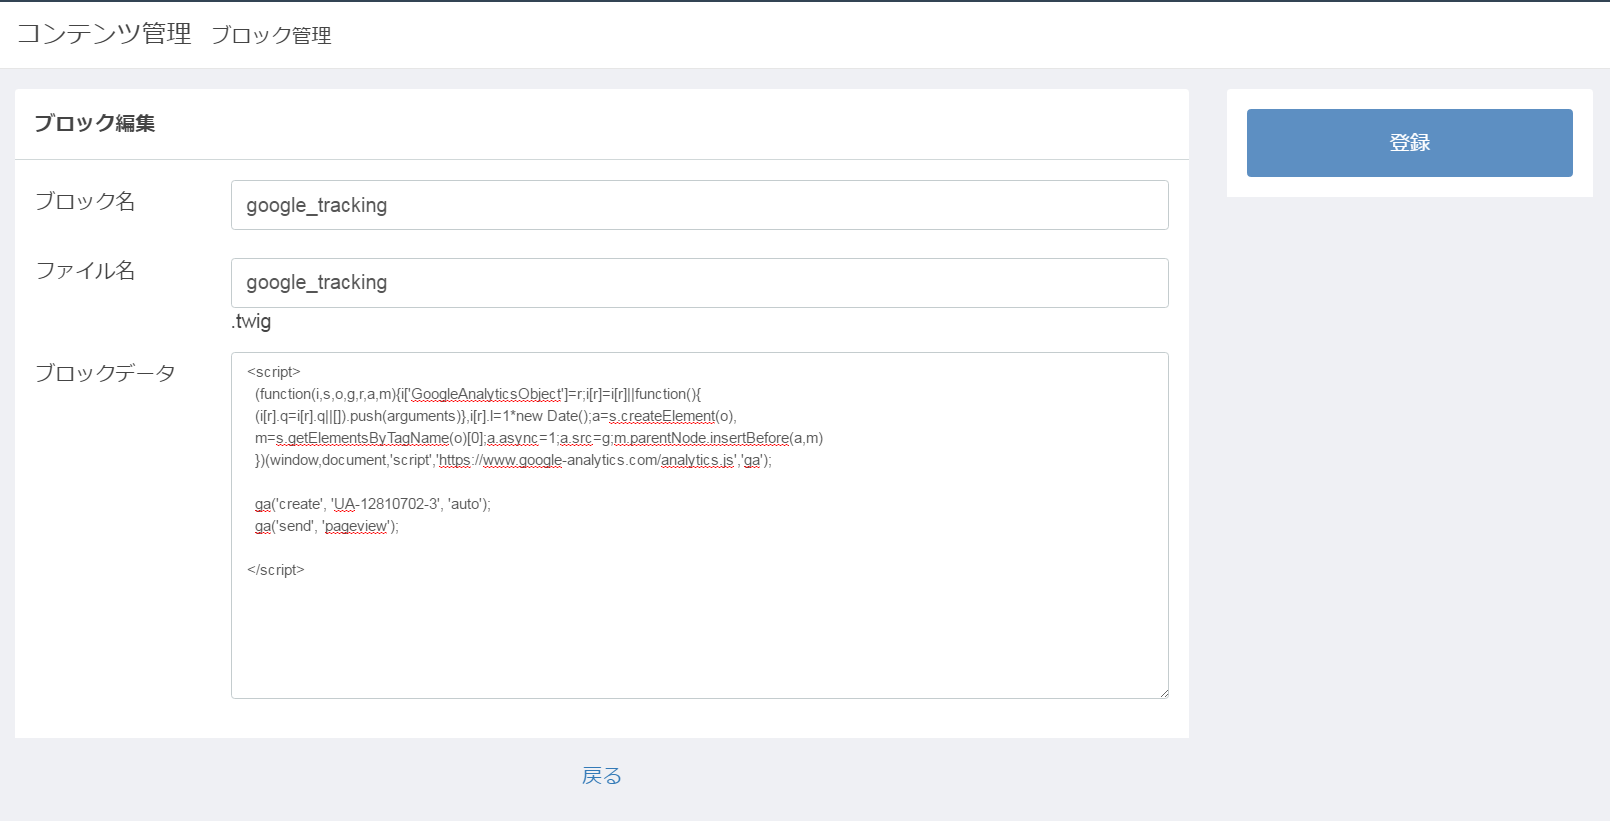 コンテンツ管理 ブロック管理
ブロック編集
登録
ブロック名
google_tracking
ファイル名
google_tracking
.twig
ブロックデータ
<script>
(function(i,s,o,g,r,a,m){i['GoogleAnalyticsObject']=r;i[r]=i[r]||function(){
(i[r].q=i[r].q||[]).push(arguments)},i[r].l=1*new Date();a=s.createElement(o),
m=s.getElementsByTagName(o)[0];a.async=1;a.src=g;m.parentNode.insertBefore(a,m)
})(window,document,'script','https://www.google-analytics.com/analytics.js','ga');
ga('create', 'UA-12810702-3', 'auto');
ga('send', 'pageview');
</script>
戻る